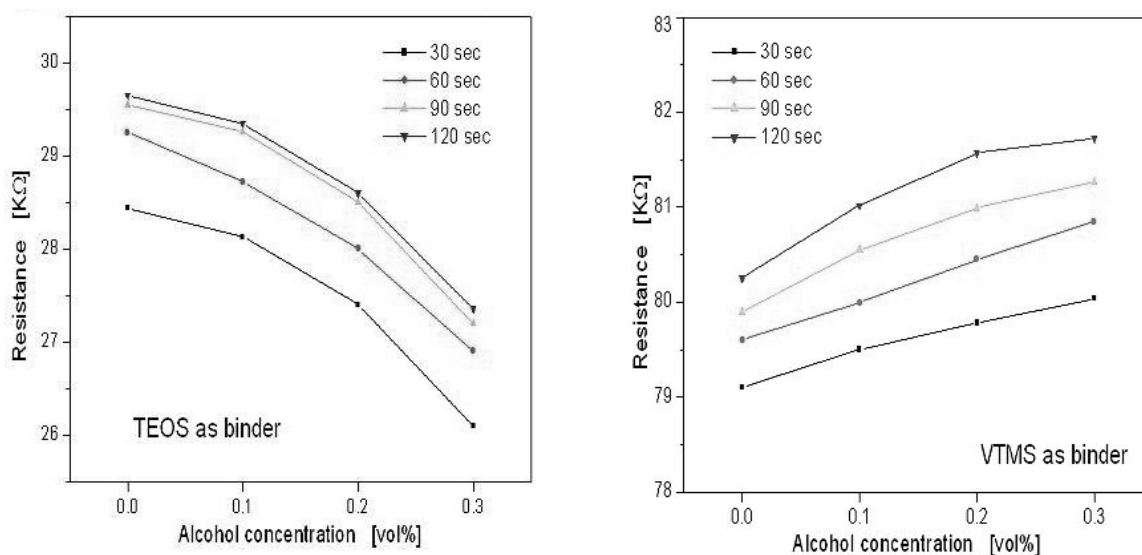 30
29
28
27
26
0.0 0.1 0.2 0.3
Resistance [KΩ]
Alcohol concentration [vol%]
30 sec
60 sec
90 sec
120 sec
TEOS as binder
83
82
81
80
79
78
0.0 0.1 0.2 0.3
Resistance [KΩ]
Alcohol concentration [vol%]
30 sec
60 sec
90 sec
120 sec
VTMS as binder